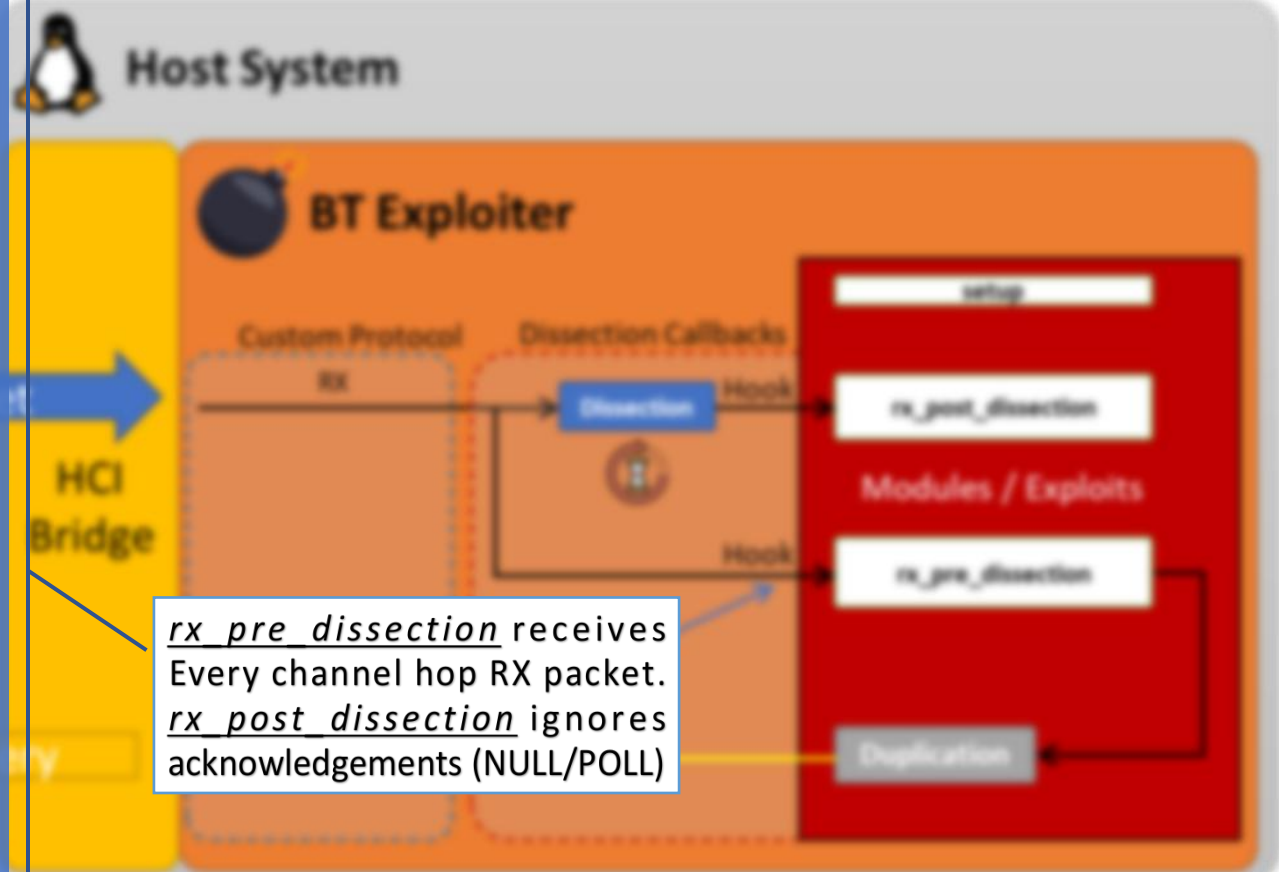 Host System
BT Exploiter
setup
Custom Protocol
Dissection Callbacks
RX
Hook
Dissection
rx_post_dissection
HCI
Bridge
Modules / Exploits
Hook
rx_pre_dissection
rx_pre_dissection receives
Every channel hop RX packet.
rx_post_dissection ignores
acknowledgements (NULL/POLL)
Duplication